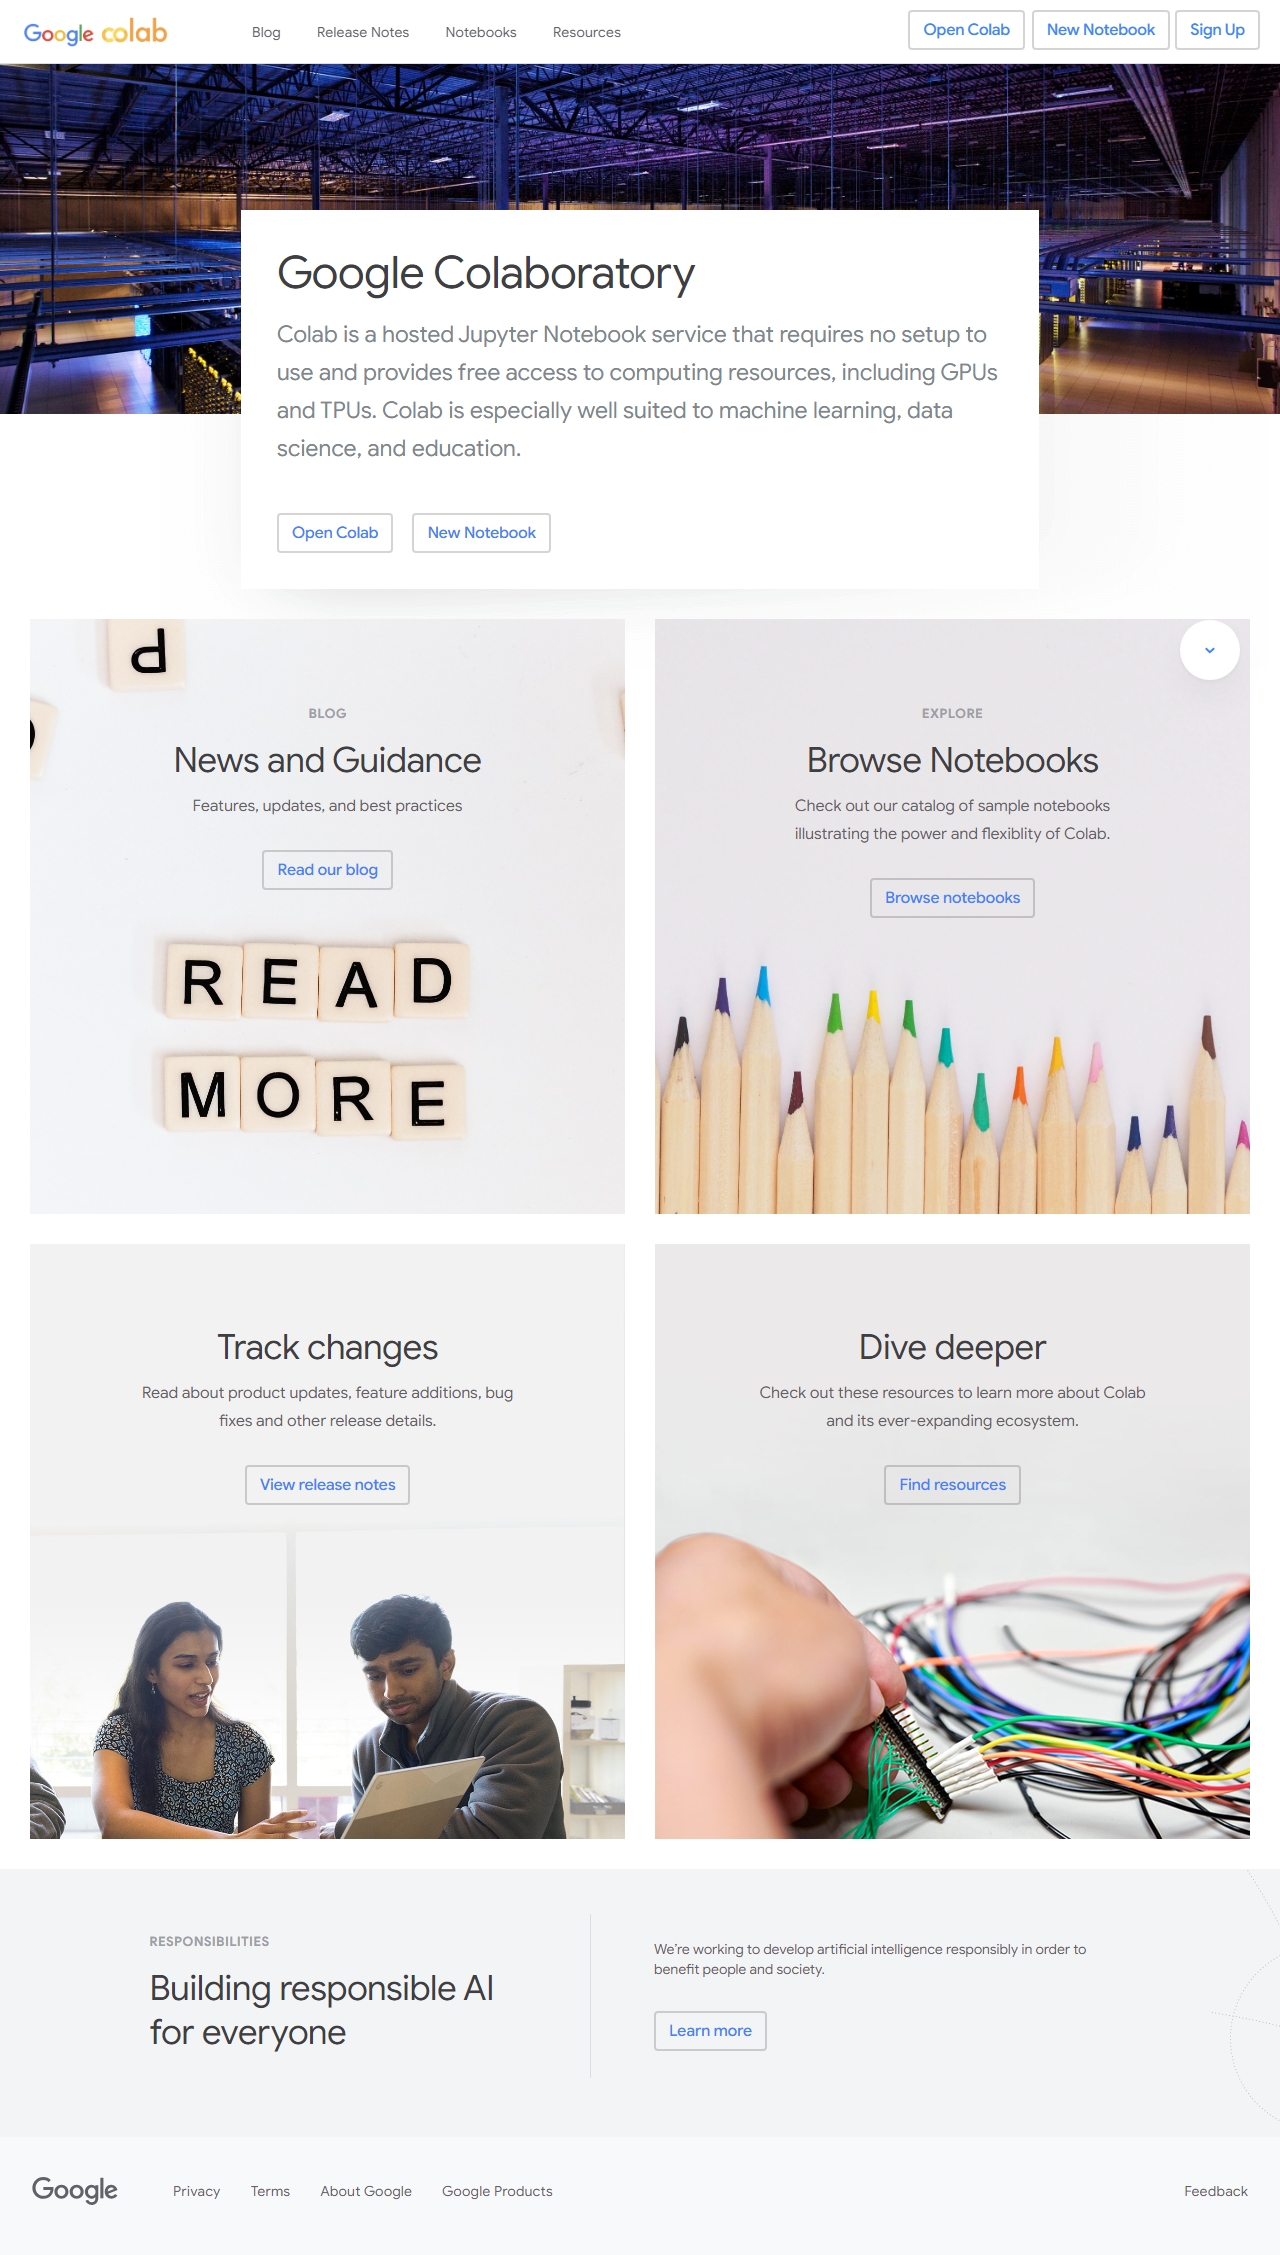 Google colab
Blog
Release Notes
Notebooks
Resources
Open Colab
New Notebook
Sign Up
Google Colaboratory
Colab is a hosted Jupyter Notebook service that requires no setup to
use and provides free access to computing resources, including GPUs
and TPUs. Colab is especially well suited to machine learning, data
science, and education.
Open Colab
New Notebook
BLOG
News and Guidance
Features, updates, and best practices
Read our blog
READ
MORE
EXPLORE
Browse Notebooks
Check out our catalog of sample notebooks
illustrating the power and flexiblity of Colab.
Browse notebooks
Track changes
Read about product updates, feature additions, bug
fixes and other release details.
View release notes
Dive deeper
Check out these resources to learn more about Colab
and its ever-expanding ecosystem.
Find resources
RESPONSIBILITIES
Building responsible AI
for everyone
We're working to develop artificial intelligence responsibly in order to
benefit people and society.
Learn more
Google
Privacy
Terms
About Google
Google Products
Feedback